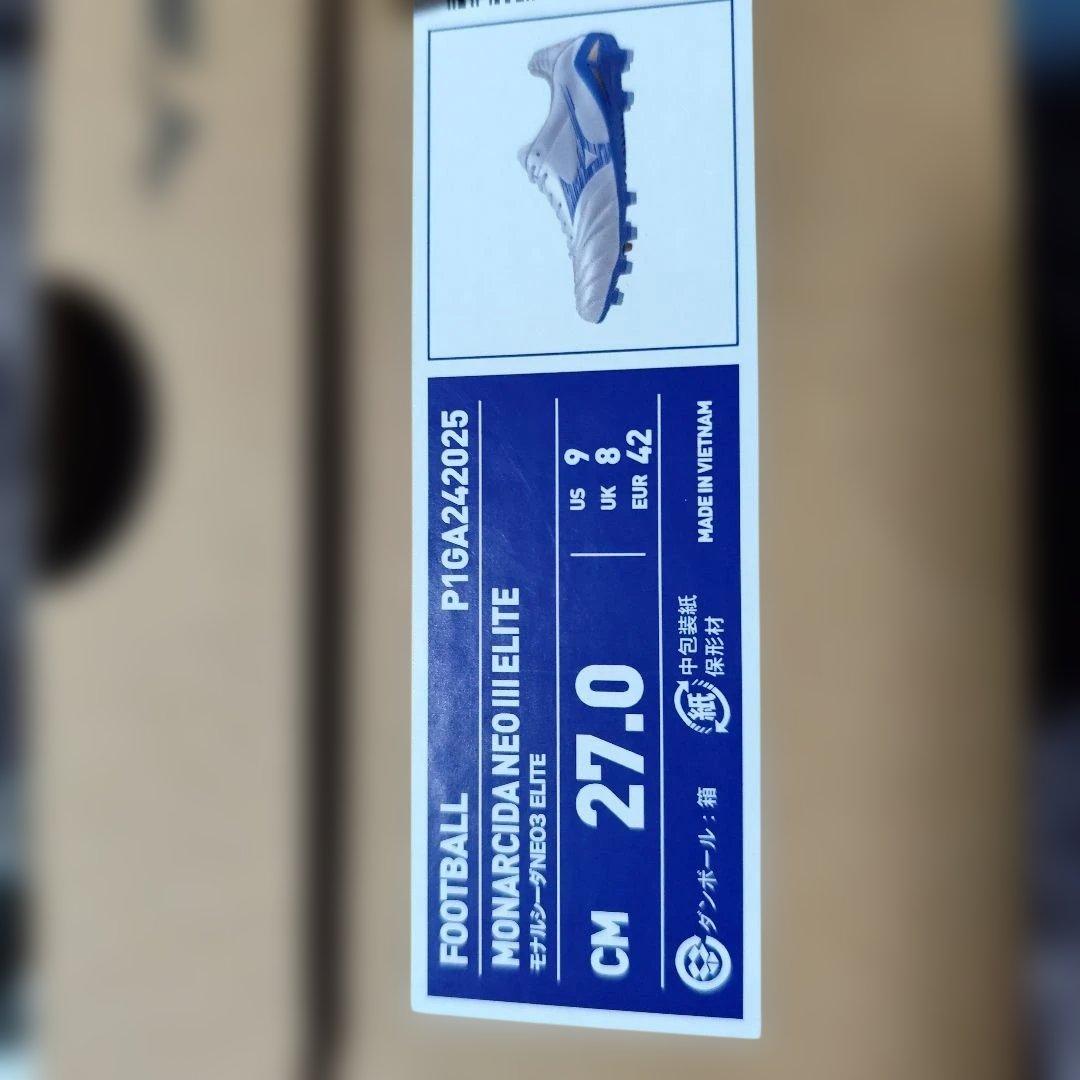 FOOTBALL P1GA242025
MONARCIDA NEO III ELITE
モナルシーダNEO3 ELITE
CM 27.0
US 9
UK 8
EUR 42
ダンボール：箱
紙
中包装紙
保形材
MADE IN VIETNAM